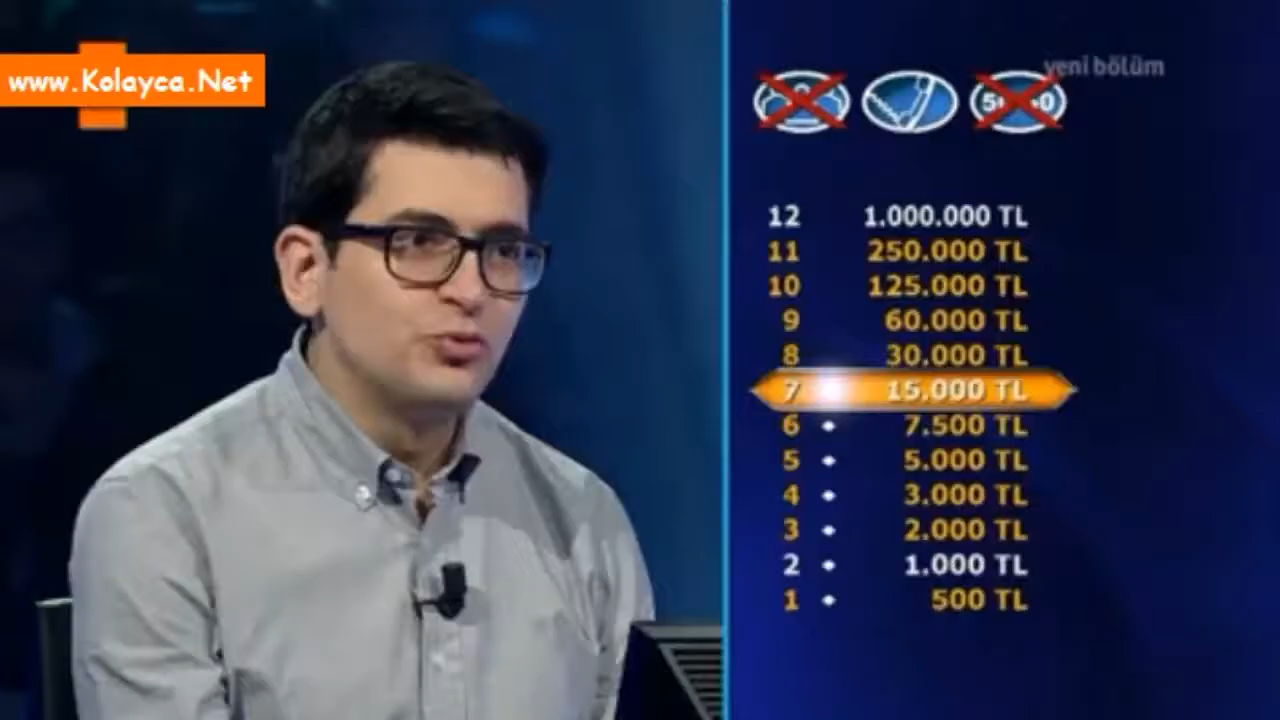 www.Kolayca.Net
yeni bölüm
12 1.000.000 TL
11 250.000 TL
10 125.000 TL
9 60.000 TL
8 30.000 TL
7 15.000 TL
6 7.500 TL
5 5.000 TL
4 3.000 TL
3 2.000 TL
2 1.000 TL
1 500 TL